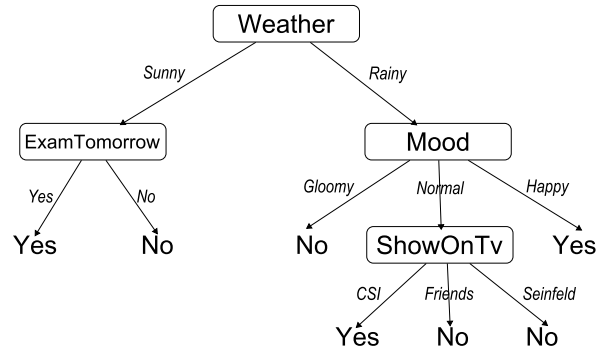 Weather
Sunny
Rainy
ExamTomorrow
Mood
Yes
No
Gloomy
Normal
Happy
Yes
No
No
ShowOnTv
Yes
CSI
Friends
Seinfeld
Yes
No
No